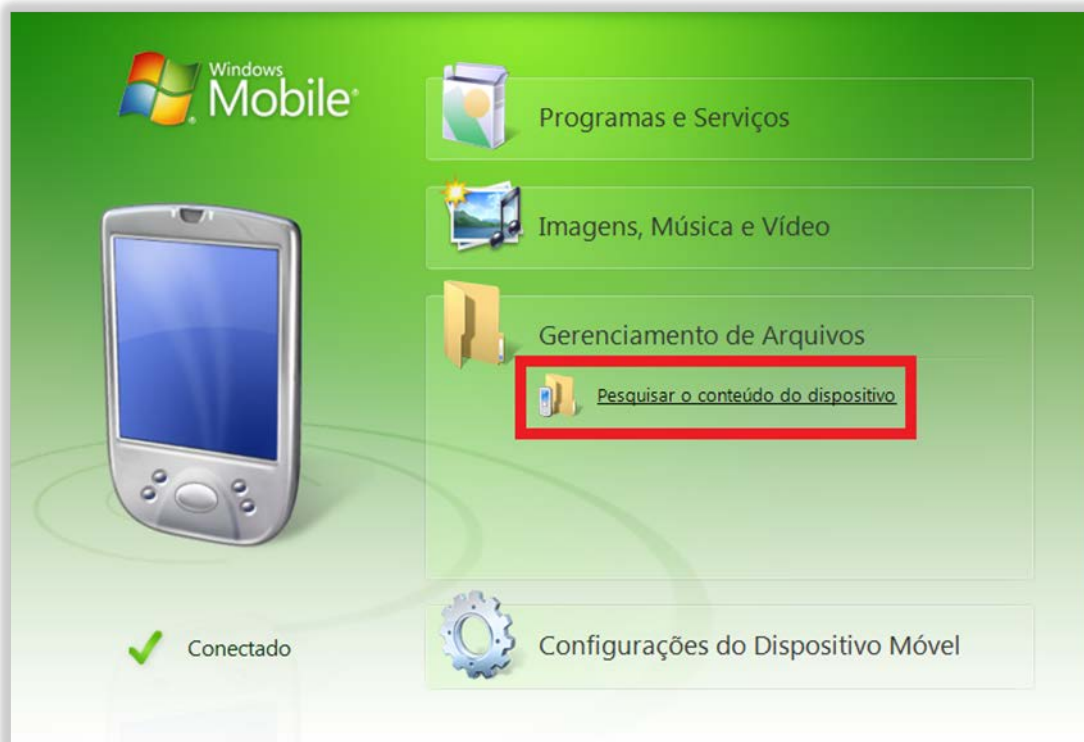 Windows
Mobile®
Programas e Serviços
Imagens, Música e Vídeo
Gerenciamento de Arquivos
Pesquisar o conteúdo do dispositivo
Conectado
Configurações do Dispositivo Móvel